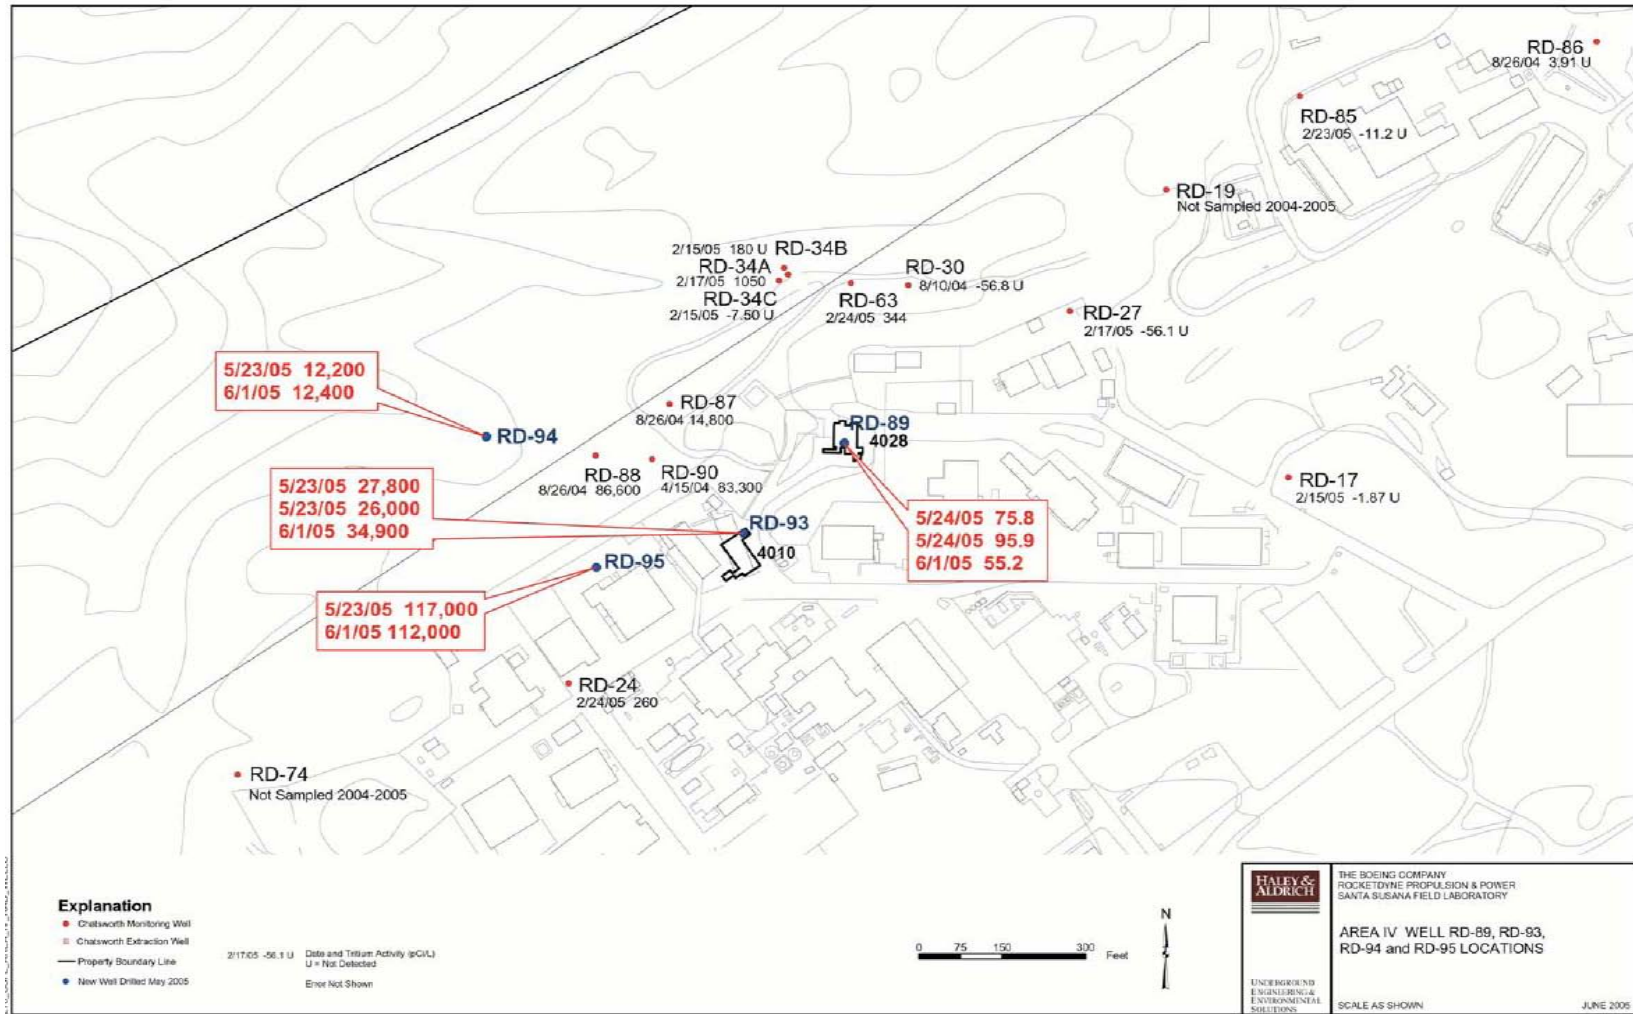 RD-86
8/26/04 3.91 U
RD-85
2/23/05 -11.2 U
RD-19
Not Sampled 2004-2005
2/15/05 180 U RD-34B
RD-34A
2/17/05 1050
RD-34C
2/15/05 -7.50 U
RD-30
8/10/04 -56.8 U
RD-63
2/24/05 344
RD-27
2/17/05 -56.1 U
5/23/05 12,200
6/1/05 12,400
RD-94
RD-87
8/26/04 14,800
RD-89
4028
RD-88
8/26/04 86,600
RD-90
4/15/04 83,300
RD-17
2/15/05 -1.87 U
5/23/05 27,800
5/23/05 26,000
6/1/05 34,900
RD-93
4010
5/24/05 75.8
5/24/05 95.9
6/1/05 55.2
RD-95
5/23/05 117,000
6/1/05 112,000
RD-24
2/24/05 260
RD-74
Not Sampled 2004-2005
Explanation
Chatsworth Monitoring Well
Chatsworth Extraction Well
Property Boundary Line
New Well Drilled May 2005
2/17/05 -56.1 U Date and Tritium Activity (pCi/L)
U = Not Detected
Error Not Shown
0 75 150 300 Feet
N
HALEY &
ALDRICH
UNDERGROUND
ENGINEERING &
ENVIRONMENTAL
SOLUTIONS
THE BOEING COMPANY
ROCKETDYNE PROPULSION & POWER
SANTA SUSANA FIELD LABORATORY
AREA IV WELL RD-89, RD-93,
RD-94 and RD-95 LOCATIONS
SCALE AS SHOWN JUNE 2005